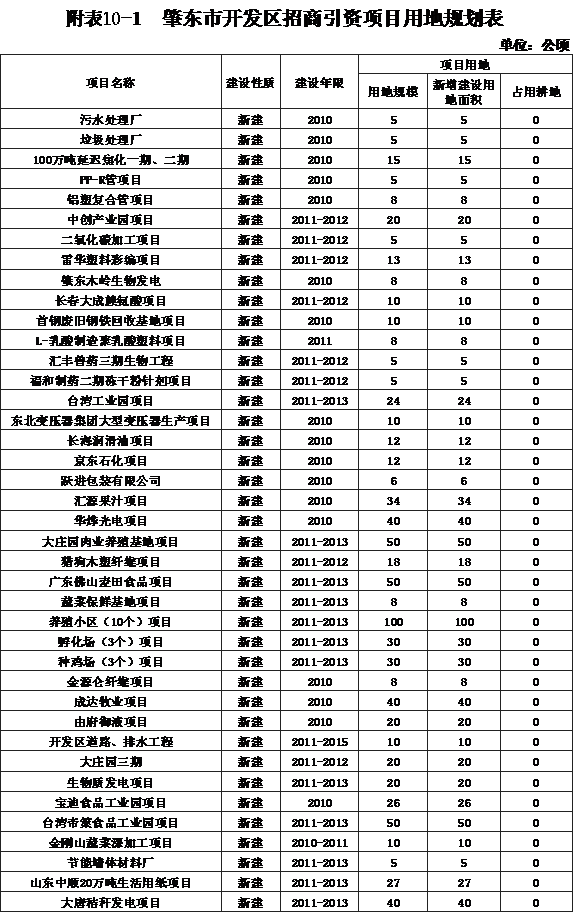 附表10-1 肇东市开发区招商引资项目用地规划表
单位：公顷
项目名称 建设性质 建设年限 项目用地
用地规模 新增建设用地面积 占用耕地
污水处理厂 新建 2010 5 5 0
垃圾处理厂 新建 2010 5 5 0
100万吨延迟焦化一期、二期 新建 2010 15 15 0
PP-R管项目 新建 2010 5 5 0
铝塑复合管项目 新建 2010 8 8 0
中创产业园项目 新建 2011-2012 20 20 0
二氧化碳加工项目 新建 2011-2012 5 5 0
雷华塑料彩编项目 新建 2011-2012 13 13 0
肇东木岭生物发电 新建 2010 8 8 0
长春大成赖氨酸项目 新建 2011-2012 10 10 0
首钢废旧钢铁回收基地项目 新建 2010 10 10 0
L-乳酸制造聚乳酸塑料项目 新建 2011 8 8 0
汇丰兽药三期生物工程 新建 2011-2012 5 5 0
福和制药二期冻干粉针剂项目 新建 2011-2012 5 5 0
台湾工业园项目 新建 2011-2013 24 24 0
东北变压器集团大型变压器生产项目 新建 2010 10 10 0
长海润滑油项目 新建 2010 12 12 0
京东石化项目 新建 2010 12 12 0
跃进包装有限公司 新建 2010 6 6 0
汇源果汁项目 新建 2010 34 34 0
华烨光电项目 新建 2010 40 40 0
大庄园肉业养殖基地项目 新建 2011-2013 50 50 0
猪狗木塑纤维项目 新建 2011-2012 18 18 0
广东佛山麦田食品项目 新建 2011-2013 50 50 0
蔬菜保鲜基地项目 新建 2011-2013 8 8 0
养殖小区（10个）项目 新建 2011-2013 100 100 0
孵化场（3个）项目 新建 2011-2013 30 30 0
种鸡场（3个）项目 新建 2011-2013 30 30 0
金源仑纤维项目 新建 2010 8 8 0
成达牧业项目 新建 2010 40 40 0
由府御液项目 新建 2010 20 20 0
开发区道路、排水工程 新建 2011-2015 10 10 0
大庄园三期 新建 2011-2012 20 20 0
生物质发电项目 新建 2011-2013 20 20 0
宝迪食品工业园项目 新建 2010 26 26 0
台湾帝策食品工业园项目 新建 2011-2013 50 50 0
金刚山蔬菜深加工项目 新建 2010-2011 10 10 0
节能墙体材料厂 新建 2011-2013 5 5 0
山东中顺20万吨生活用纸项目 新建 2011-2013 27 27 0
大唐秸秆发电项目 新建 2011-2013 40 40 0